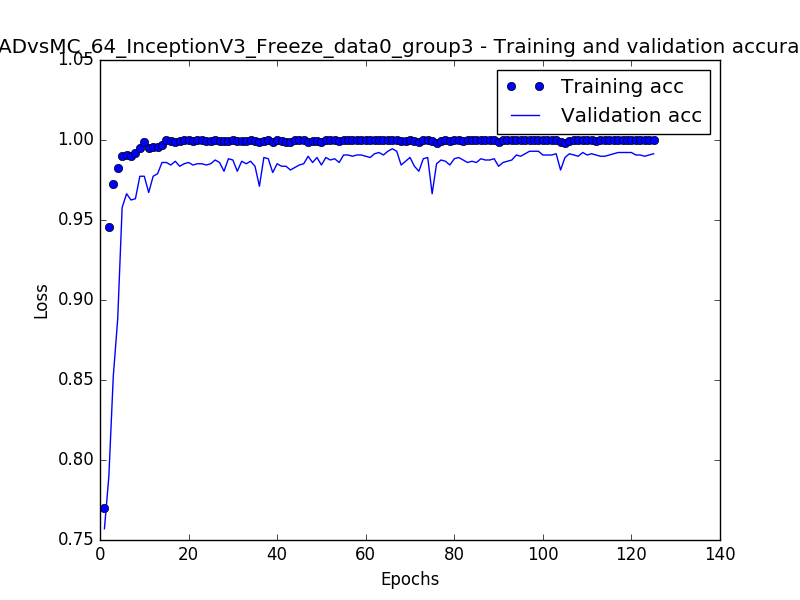 ADvsMC_64_InceptionV3_Freeze_data0_group3 - Training and validation accura
1.05
1.00
0.95
0.90
0.85
0.80
0.75
Loss
Training acc
Validation acc
0 20 40 60 80 100 120 140
Epochs